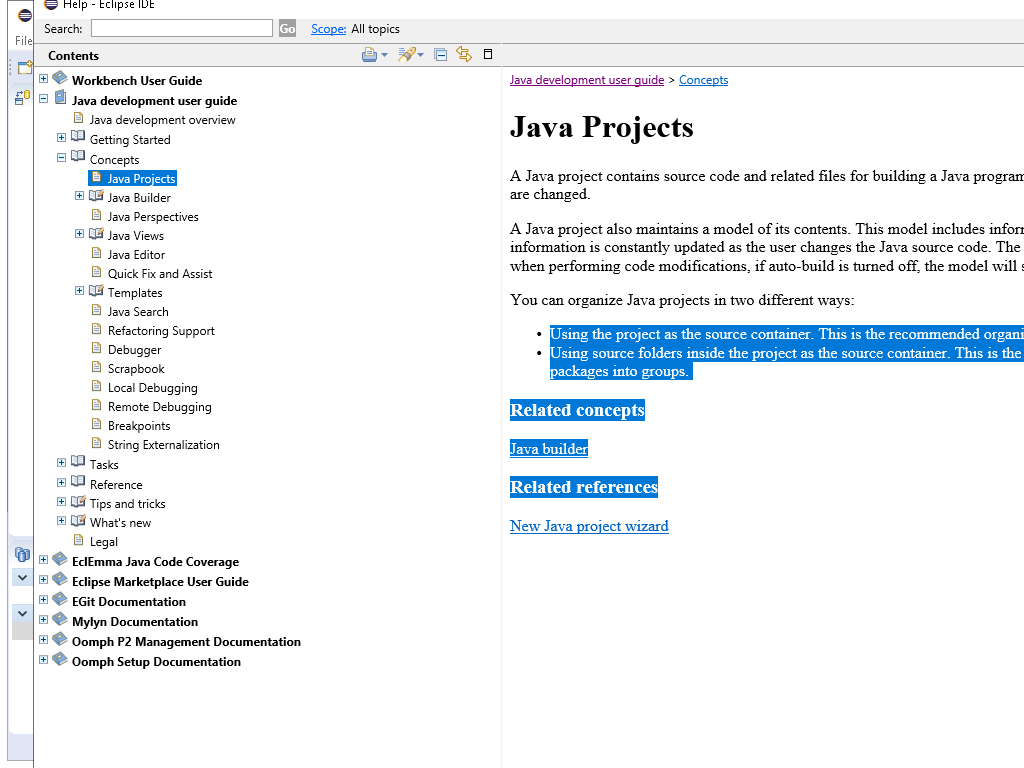 Help - Eclipse IDE
File
Search:
Go
Scope: All topics
Contents
Workbench User Guide
Java development user guide
Java development overview
Getting Started
Concepts
Java Projects
Java Builder
Java Perspectives
Java Views
Java Editor
Quick Fix and Assist
Templates
Java Search
Refactoring Support
Debugger
Scrapbook
Local Debugging
Remote Debugging
Breakpoints
String Externalization
Tasks
Reference
Tips and tricks
What's new
Legal
EclEmma Java Code Coverage
Eclipse Marketplace User Guide
EGit Documentation
Mylyn Documentation
Oomph P2 Management Documentation
Oomph Setup Documentation
Java development user guide > Concepts
Java Projects
A Java project contains source code and related files for building a Java program
are changed.
A Java project also maintains a model of its contents. This model includes
information is constantly updated as the user changes the Java source code. The
when performing code modifications, if auto-build is turned off, the model will
You can organize Java projects in two different ways:
• Using the project as the source container. This is the recommended
• Using source folders inside the project as the source container. This is the
packages into groups.
Related concepts
Java builder
Related references
New Java project wizard